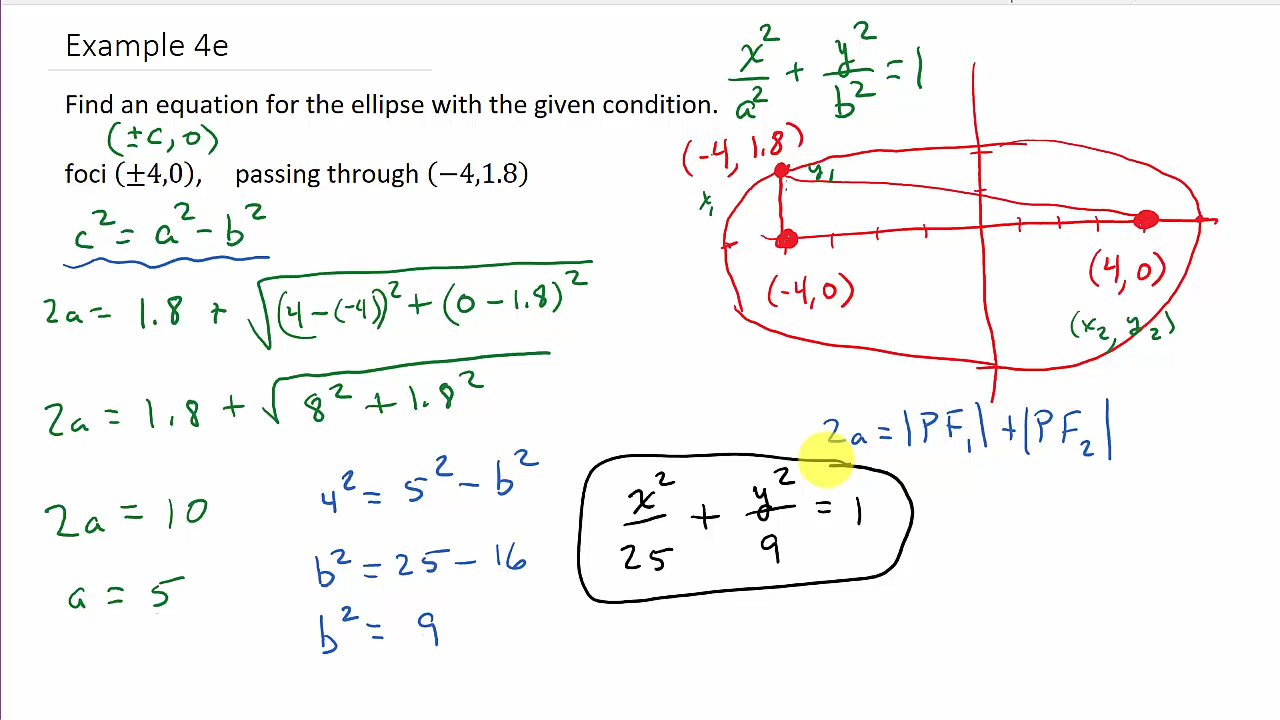 Example 4e
Find an equation for the ellipse with the given condition.
(±c, 0)
foci (±4,0), passing through (−4,1.8)
c² = a² − b²
2a = 1.8 + √((4−(−4))² + (0 − 1.8)²)
2a = 1.8 + √(8² + 1.8²)
2a = 10
a = 5
4² = 5² − b²
b² = 25 − 16
b² = 9
x²/a² + y²/b² = 1
(-4, 1.8)
x₁ y₁
(-4, 0)
(4, 0)
(x₂, y₂)
2a = |PF₁| + |PF₂|
x²/25 + y²/9 = 1